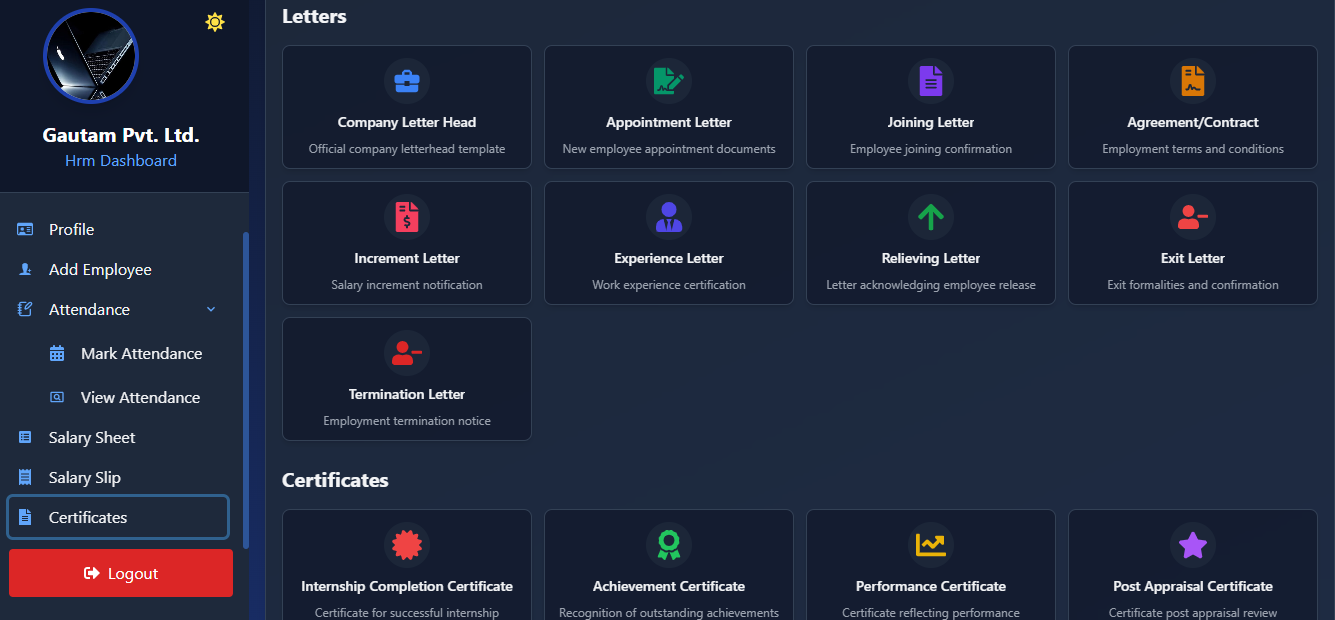 Gautam Pvt. Ltd.
Hrm Dashboard
Profile
Add Employee
Attendance
Mark Attendance
View Attendance
Salary Sheet
Salary Slip
Certificates
Logout
Letters
Company Letter Head
Official company letterhead template
Appointment Letter
New employee appointment documents
Joining Letter
Employee joining confirmation
Agreement/Contract
Employment terms and conditions
Increment Letter
Salary increment notification
Experience Letter
Work experience certification
Relieving Letter
Letter acknowledging employee release
Exit Letter
Exit formalities and confirmation
Termination Letter
Employment termination notice
Certificates
Internship Completion Certificate
Certificate for successful internship
Achievement Certificate
Recognition of outstanding achievements
Performance Certificate
Certificate reflecting performance
Post Appraisal Certificate
Certificate post appraisal review